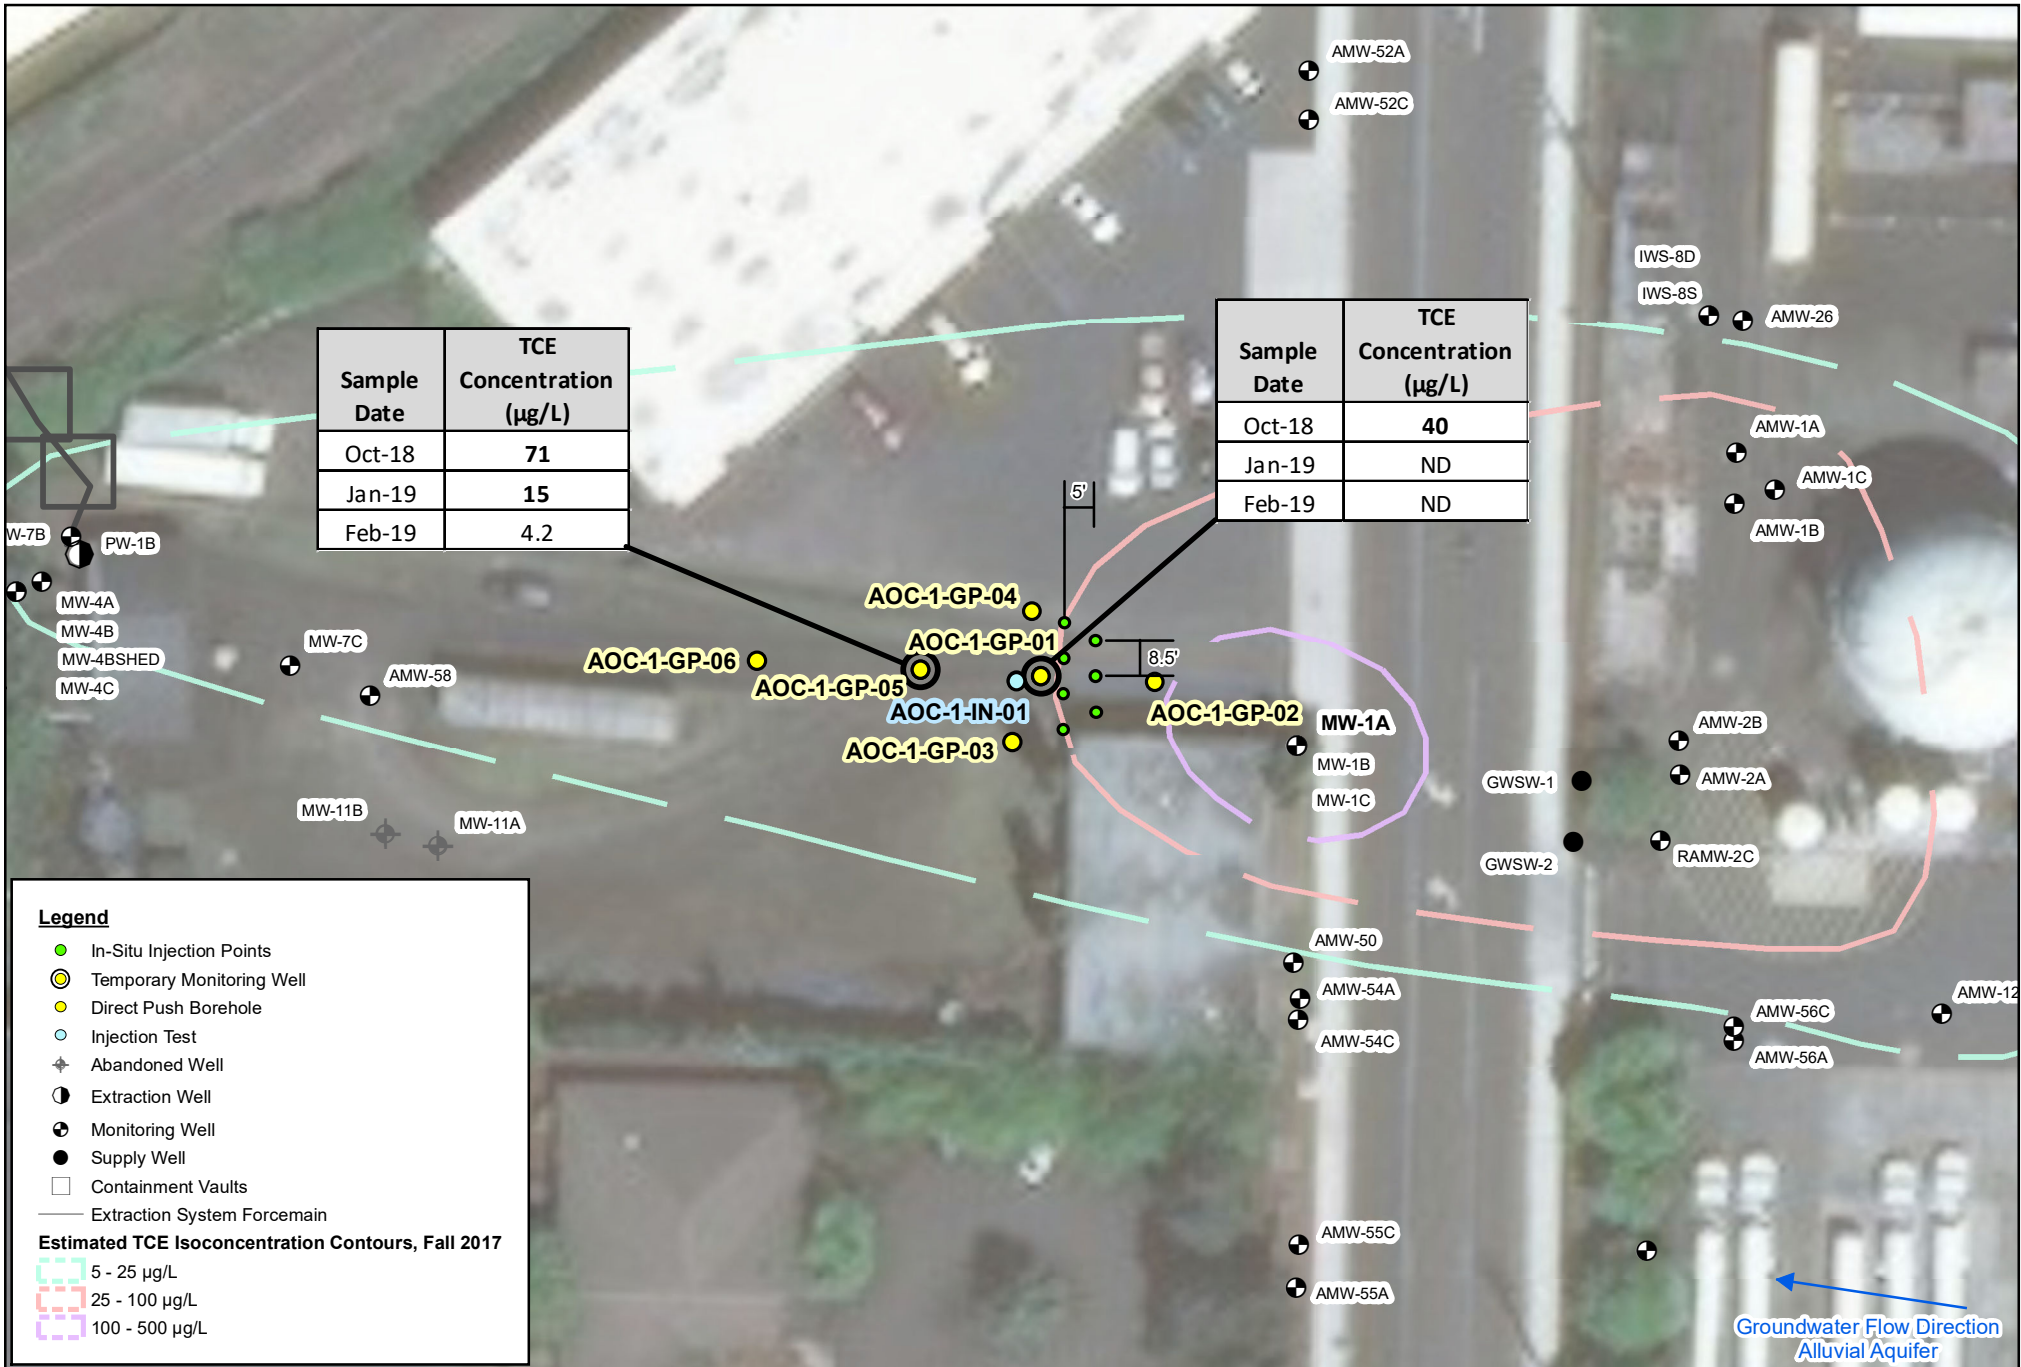 AMW-52A
AMW-52C
IWS-8D
IWS-8S
AMW-26
Sample Date
TCE Concentration (µg/L)
Oct-18 71
Jan-19 15
Feb-19 4.2
Sample Date
TCE Concentration (µg/L)
Oct-18 40
Jan-19 ND
Feb-19 ND
AMW-1A
AMW-1C
AMW-1B
5'
W-7B
PW-1B
MW-4A
MW-4B
MW-4BSHED
MW-4C
MW-7C
AMW-58
AOC-1-GP-04
AOC-1-GP-01
AOC-1-GP-06
AOC-1-GP-05
8.5'
AOC-1-IN-01
AOC-1-GP-02
AOC-1-GP-03
MW-1A
MW-1B
MW-1C
AMW-2B
AMW-2A
GWSW-1
GWSW-2
RAMW-2C
MW-11B
MW-11A
AMW-50
AMW-54A
AMW-54C
AMW-12
AMW-56C
AMW-56A
AMW-55C
AMW-55A
Legend
In-Situ Injection Points
Temporary Monitoring Well
Direct Push Borehole
Injection Test
Abandoned Well
Extraction Well
Monitoring Well
Supply Well
Containment Vaults
Extraction System Forcemain
Estimated TCE Isoconcentration Contours, Fall 2017
5 - 25 µg/L
25 - 100 µg/L
100 - 500 µg/L
Groundwater Flow Direction
Alluvial Aquifer